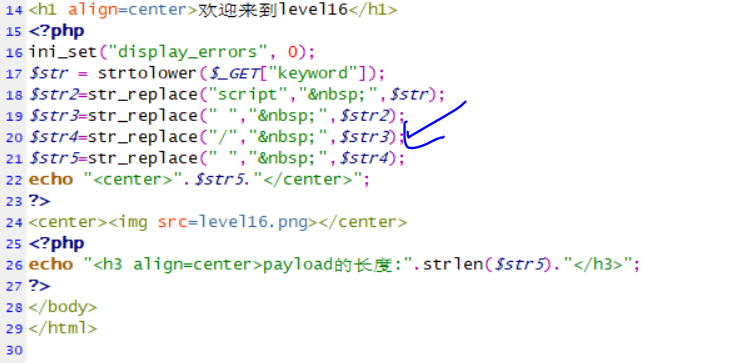 14 <h1 align=center>欢迎来到level16</h1>
15 <?php
16 ini_set("display_errors", 0);
17 $str = strtolower($_GET["keyword"]);
18 $str2=str_replace("script","&nbsp;",$str);
19 $str3=str_replace(" ","&nbsp;",$str2);
20 $str4=str_replace("/","&nbsp;",$str3);
21 $str5=str_replace("	","&nbsp;",$str4);
22 echo "<center>".$str5."</center>";
23 ?>
24 <center><img src=level16.png></center>
25 <?php
26 echo "<h3 align=center>payload的长度:".strlen($str5)."</h3>";
27 ?>
28 </body>
29 </html>
30